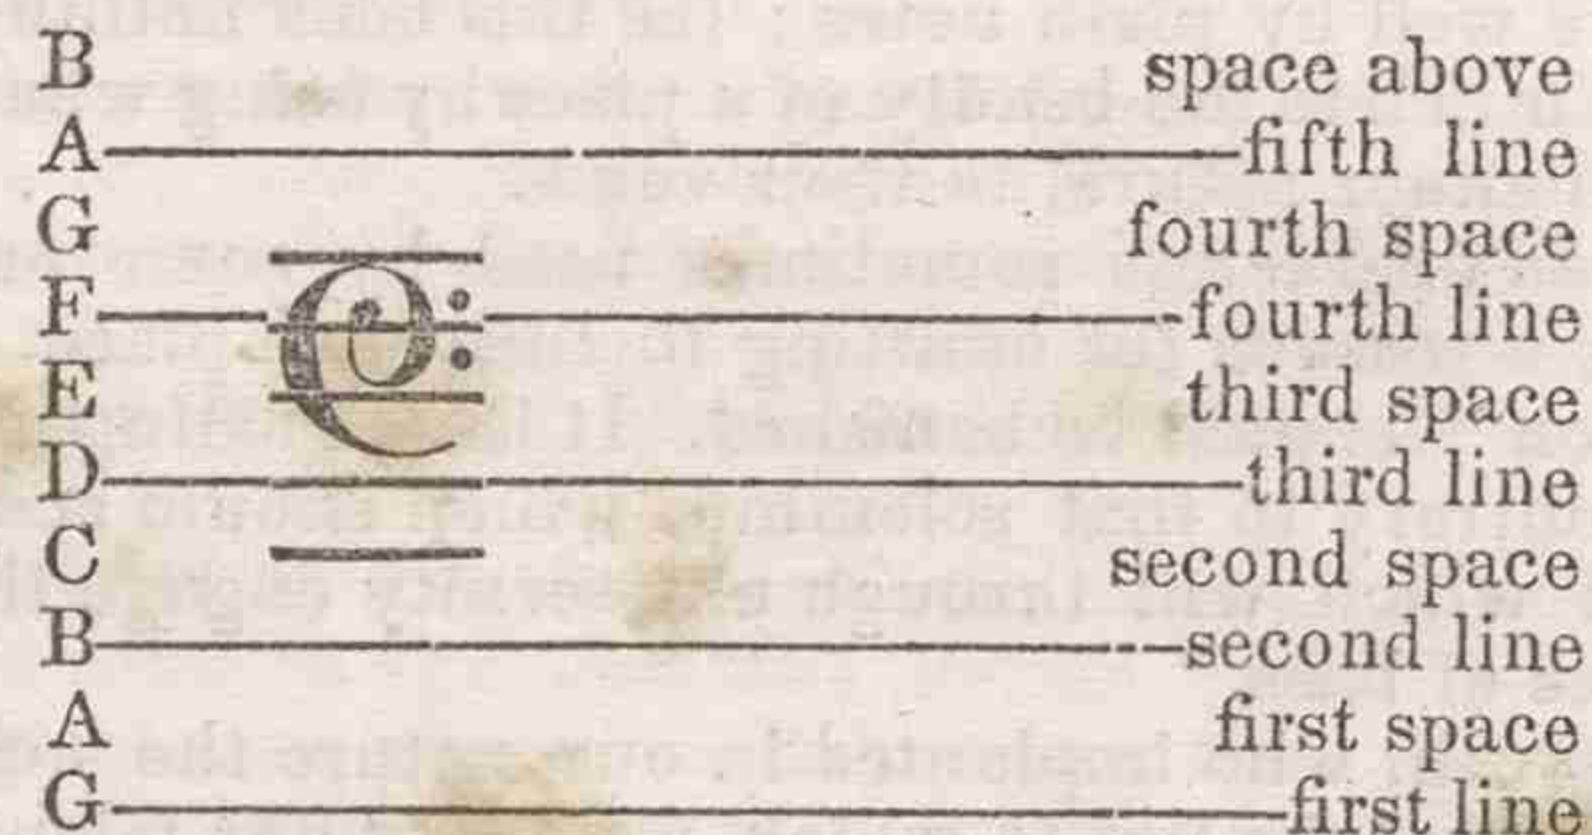 B space above
A fifth line
G fourth space
F fourth line
E third space
D third line
C second space
B second line
A first space
G first line